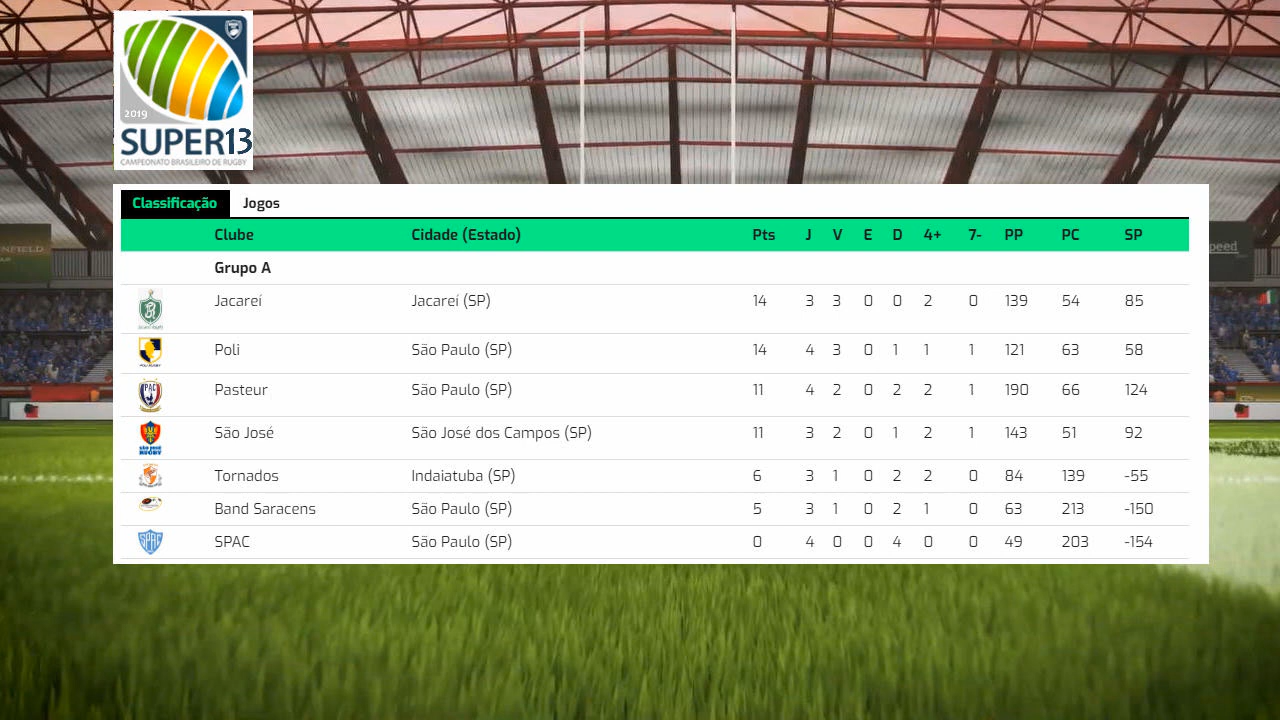 2019
SUPER13
CAMPEONATO BRASILEIRO DE RUGBY
Classificação Jogos
Clube Cidade (Estado) Pts J V E D 4+ 7- PP PC SP
Grupo A
Jacareí Jacareí (SP) 14 3 3 0 0 2 0 139 54 85
Poli São Paulo (SP) 14 4 3 0 1 1 1 121 63 58
Pasteur São Paulo (SP) 11 4 2 0 2 2 1 190 66 124
São José São José dos Campos (SP) 11 3 2 0 1 2 1 143 51 92
SÃO JOSÉ
RUGBY
Tornados Indaiatuba (SP) 6 3 1 0 2 2 0 84 139 -55
Band Saracens São Paulo (SP) 5 3 1 0 2 1 0 63 213 -150
SPAC SPAC São Paulo (SP) 0 4 0 0 4 0 0 49 203 -154